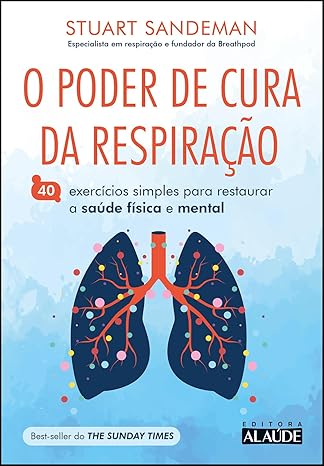 STUART SANDEMAN
Especialista em respiração e fundador da Breathpod
O PODER DE CURA
DA RESPIRAÇÃO
40 exercícios simples para restaurar
a saúde física e mental
Best-seller do THE SUNDAY TIMES
EDITORA
ALAÚDE